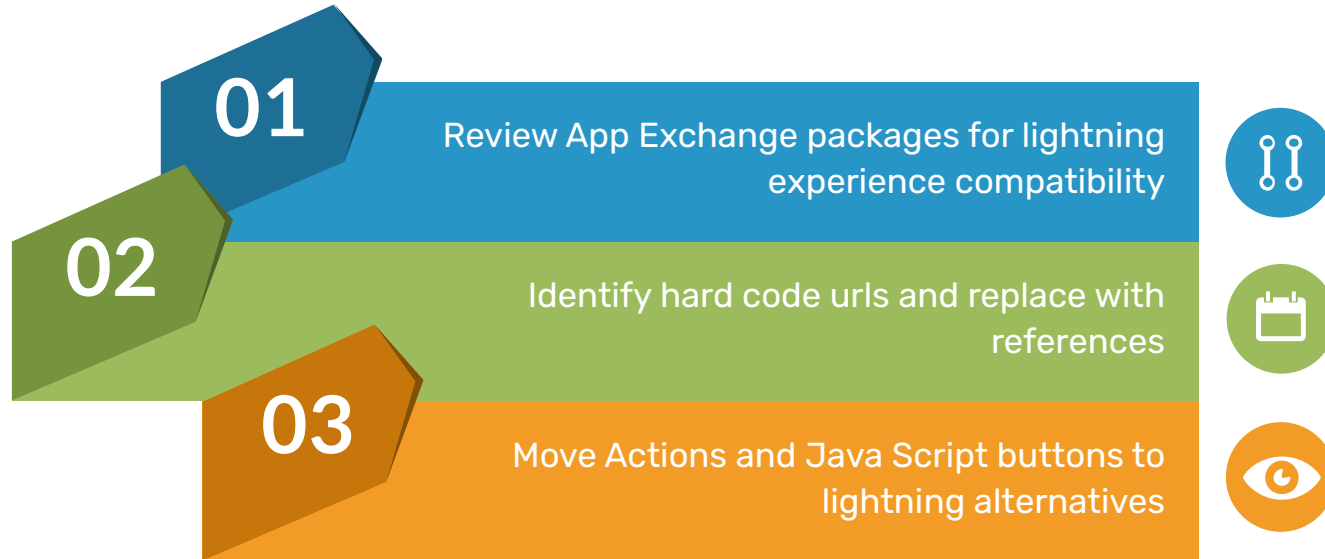 01
Review App Exchange packages for lightning
experience compatibility
02
Identify hard code urls and replace with
references
03
Move Actions and Java Script buttons to
lightning alternatives